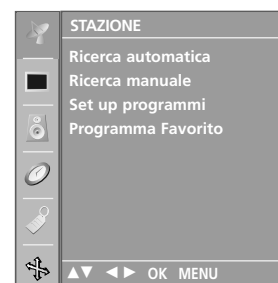 STAZIONE
Ricerca automatica
Ricerca manuale
Set up programmi
Programma Favorito
▲▼ ◄► OK MENU